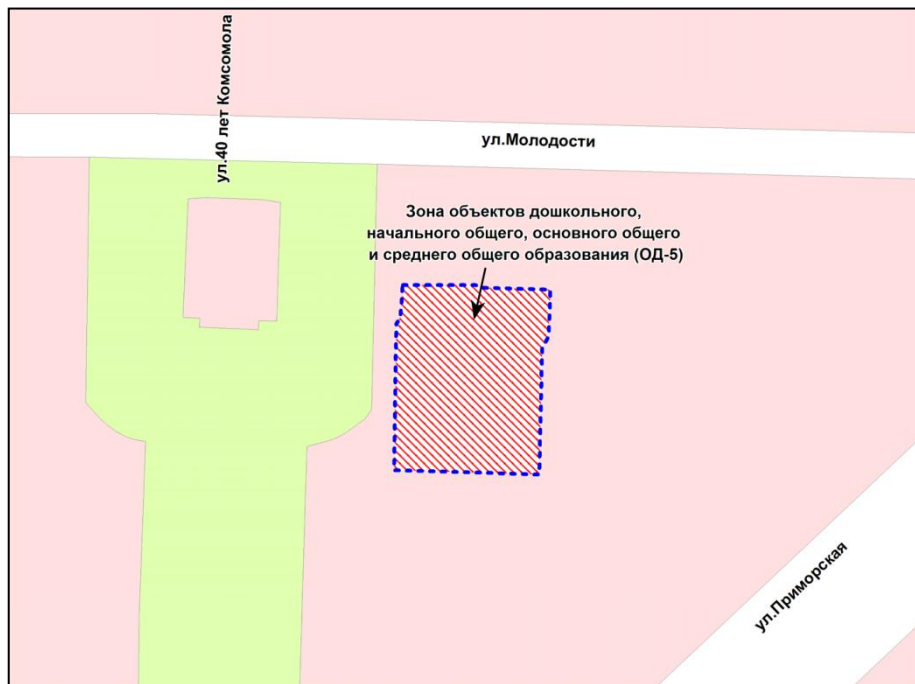 ул.40 лет Комсомола
ул.Молодости
Зона объектов дошкольного,
начального общего, основного общего
и среднего общего образования (ОД-5)
ул.Приморская